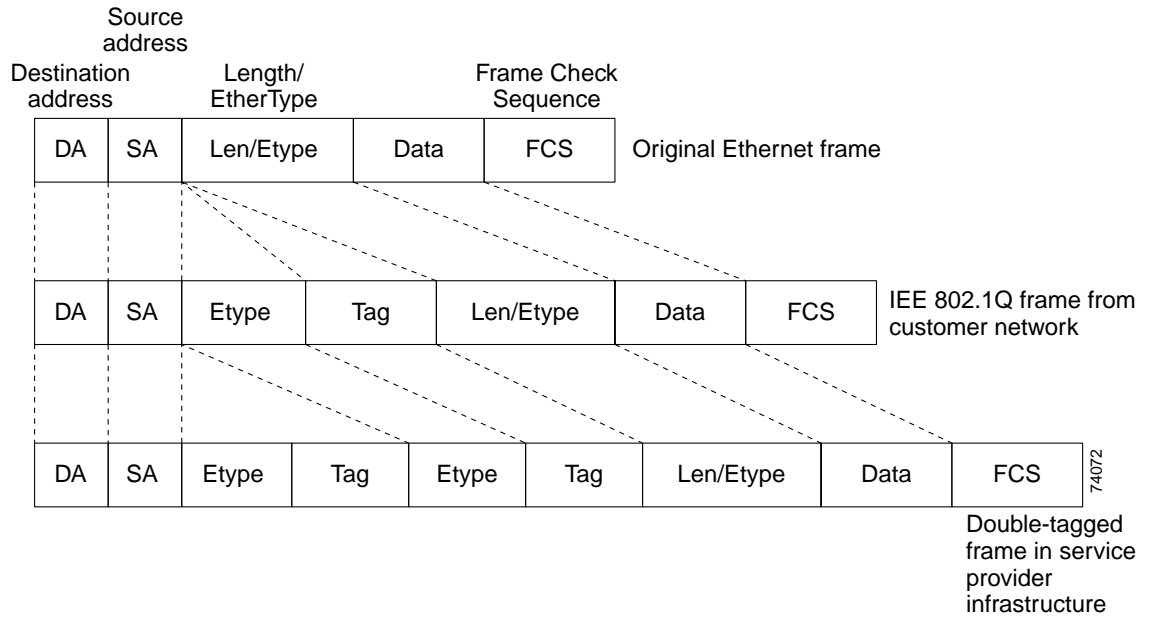 Source
address
Destination
address
Length/
EtherType
Frame Check
Sequence
DA SA Len/Etype Data FCS Original Ethernet frame
DA SA Etype Tag Len/Etype Data FCS
IEE 802.1Q frame from
customer network
DA SA Etype Tag Etype Tag Len/Etype Data FCS
74072
Double-tagged
frame in service
provider
infrastructure